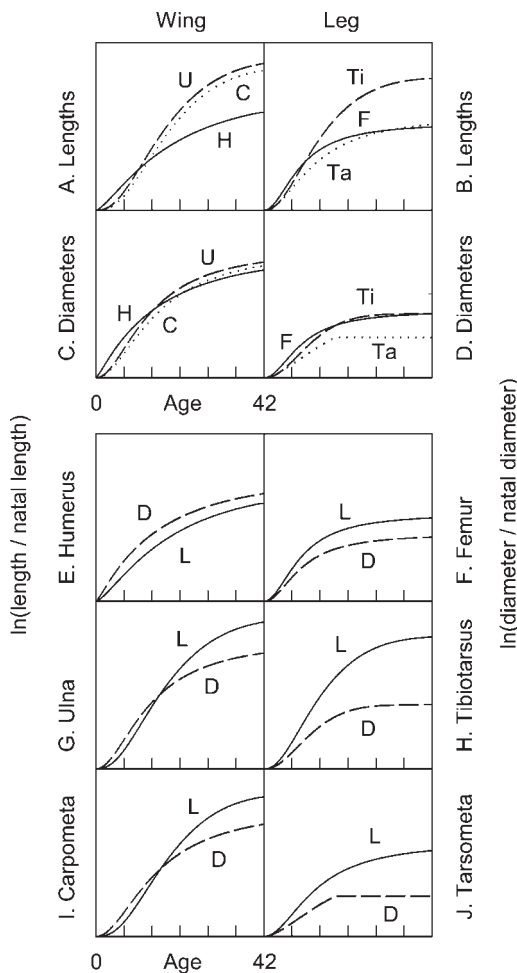 Wing Leg
A. Lengths
U
C
H
Ti
F
Ta
B. Lengths
C. Diameters
U
H
C
Ti
F
Ta
D. Diameters
0 Age 42
ln(length / natal length)
E. Humerus
D
L
L
D
F. Femur
ln(diameter / natal diameter)
G. Ulna
L
D
L
D
H. Tibiotarsus
I. Carpometa
L
D
L
D
J. Tarsometa
0 Age 42